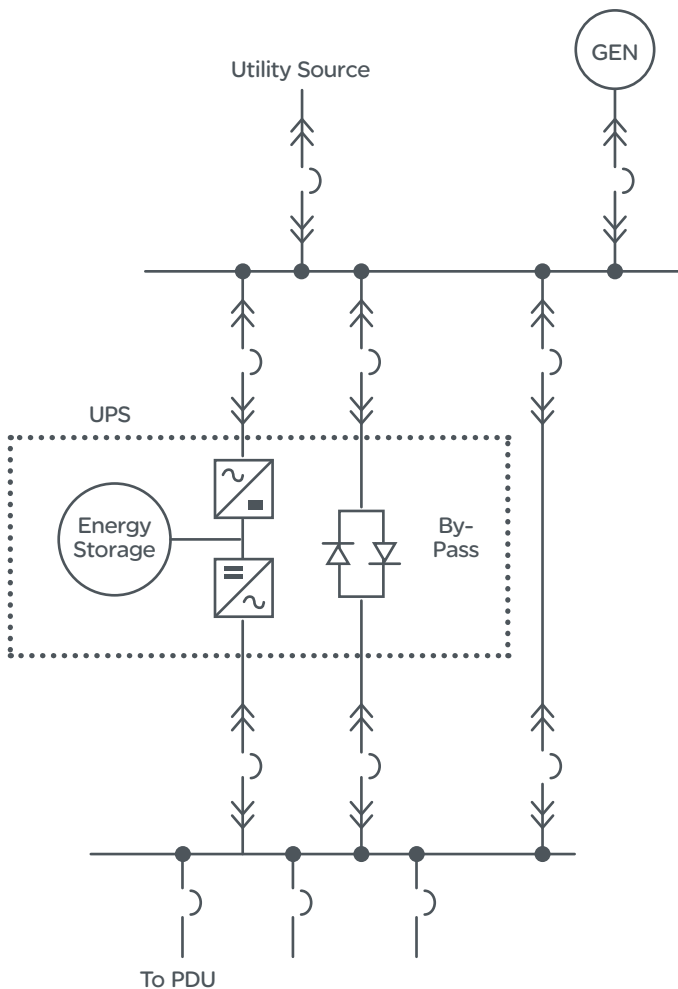 GEN
Utility Source
UPS
Energy
Storage
By-
Pass
To PDU